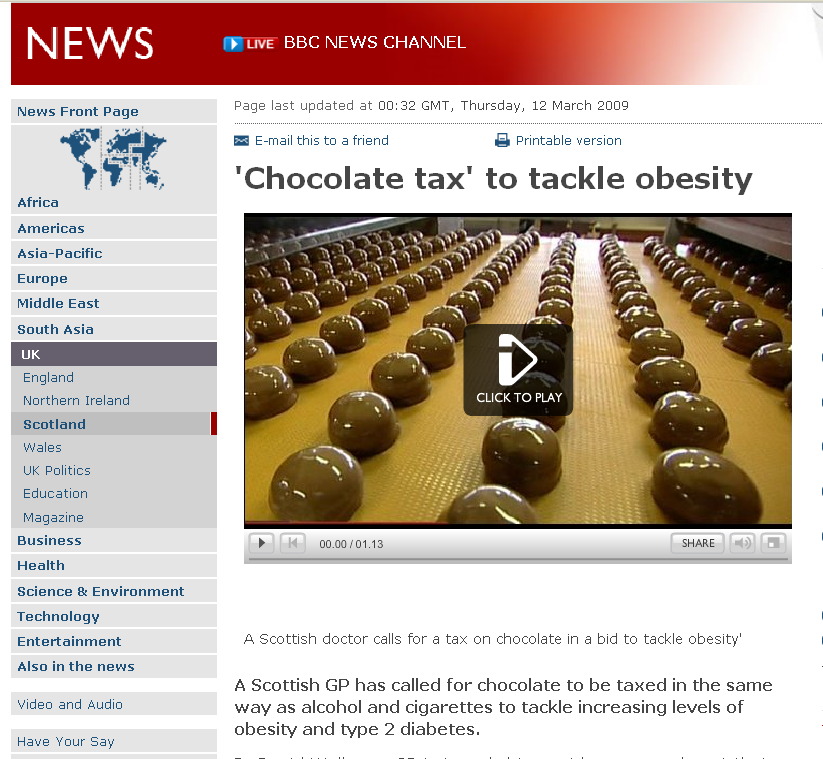 NEWS
LIVE BBC NEWS CHANNEL
News Front Page
Africa
Americas
Asia-Pacific
Europe
Middle East
South Asia
UK
England
Northern Ireland
Scotland
Wales
UK Politics
Education
Magazine
Business
Health
Science & Environment
Technology
Entertainment
Also in the news
Video and Audio
Have Your Say
Page last updated at 00:32 GMT, Thursday, 12 March 2009
E-mail this to a friend
Printable version
'Chocolate tax' to tackle obesity
CLICK TO PLAY
00.00 / 01.13
SHARE
A Scottish doctor calls for a tax on chocolate in a bid to tackle obesity'
A Scottish GP has called for chocolate to be taxed in the same
way as alcohol and cigarettes to tackle increasing levels of
obesity and type 2 diabetes.